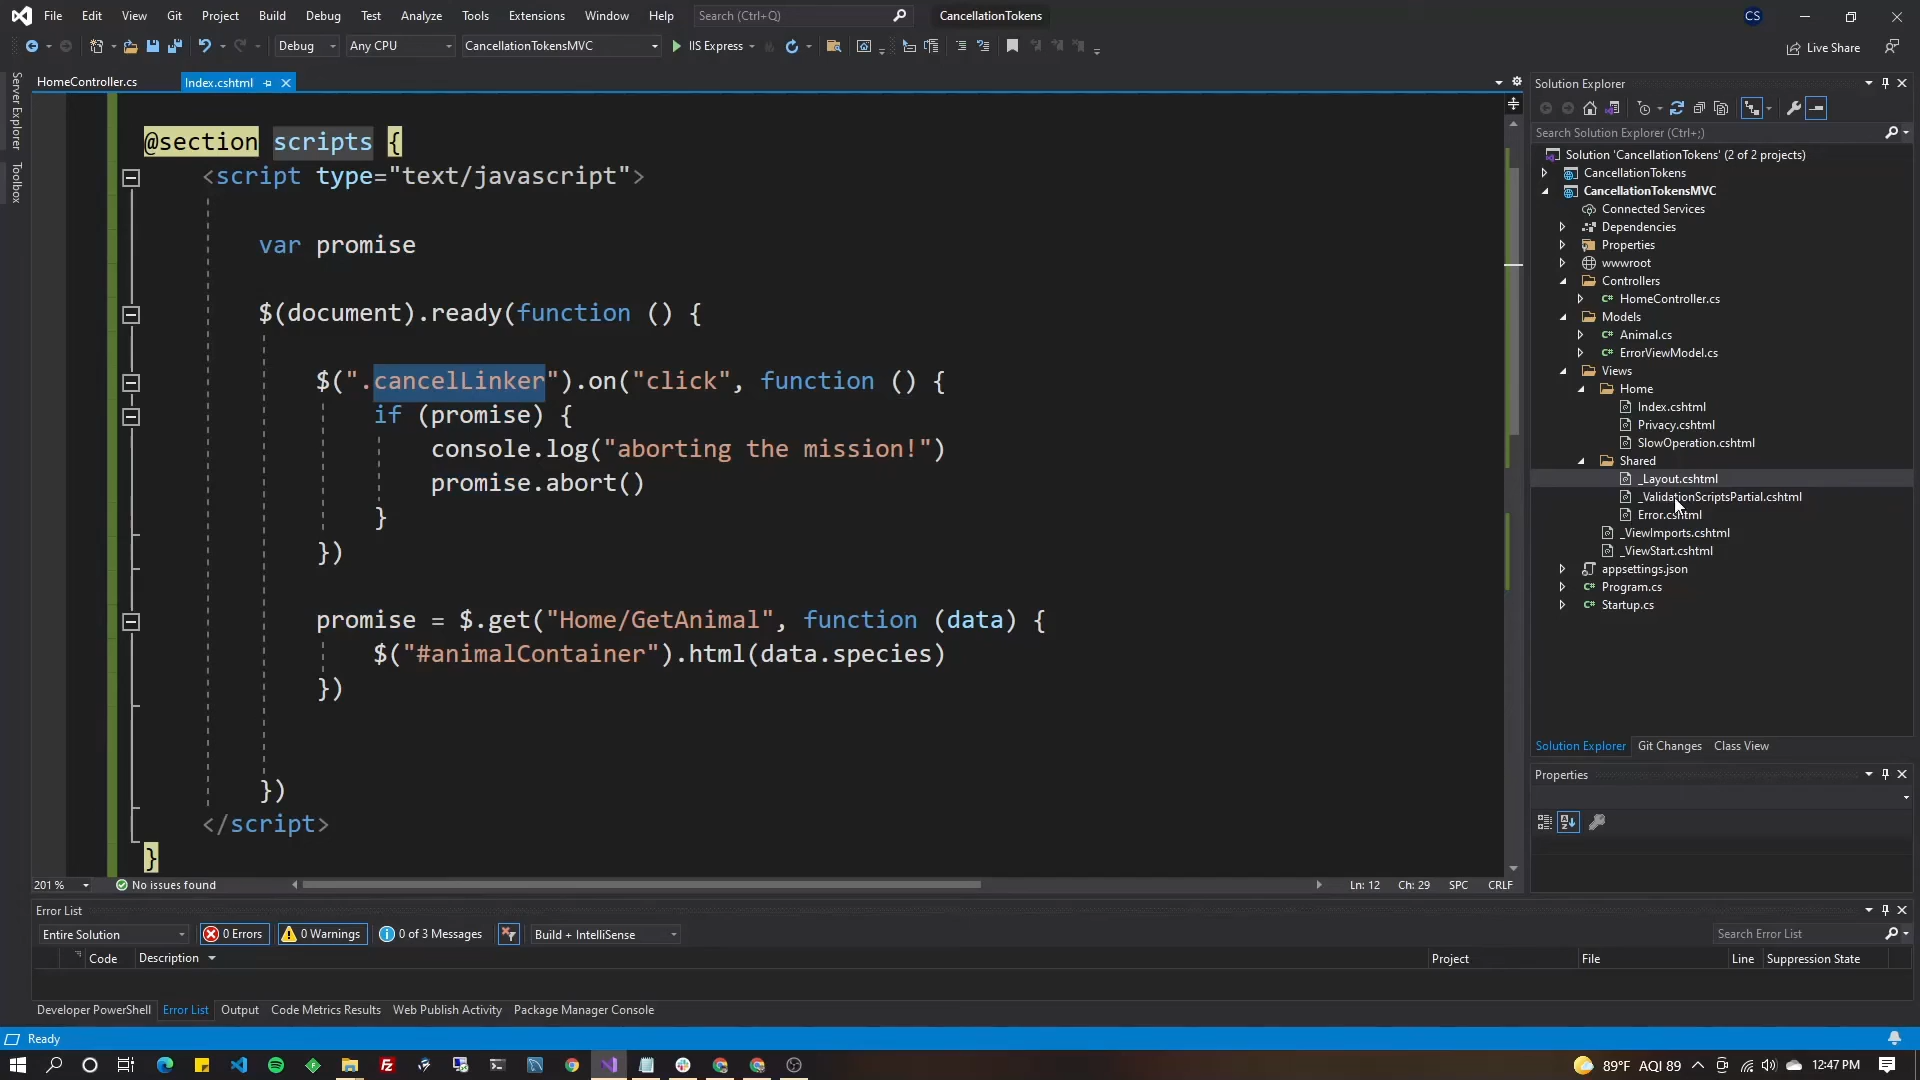 File Edit View Git Project Build Debug Test Analyze Tools Extensions Window Help Search (Ctrl+Q) CancellationTokens CS
Debug Any CPU CancellationTokensMVC IIS Express Live Share
Server Explorer
Toolbox
HomeController.cs Index.cshtml
@section scripts {
<script type="text/javascript">
var promise
$(document).ready(function () {
$(".cancelLinker").on("click", function () {
if (promise) {
console.log("aborting the mission!")
promise.abort()
}
})
promise = $.get("Home/GetAnimal", function (data) {
$("#animalContainer").html(data.species)
})
})
</script>
}
201 % No issues found Ln: 12 Ch: 29 SPC CRLF
Solution Explorer
Search Solution Explorer (Ctrl+;)
Solution 'CancellationTokens' (2 of 2 projects)
CancellationTokens
CancellationTokensMVC
Connected Services
Dependencies
Properties
wwwroot
Controllers
C# HomeController.cs
Models
C# Animal.cs
C# ErrorViewModel.cs
Views
Home
Index.cshtml
Privacy.cshtml
SlowOperation.cshtml
Shared
_Layout.cshtml
_ValidationScriptsPartial.cshtml
Error.cshtml
_ViewImports.cshtml
_ViewStart.cshtml
appsettings.json
C# Program.cs
C# Startup.cs
Solution Explorer Git Changes Class View
Properties
Error List
Entire Solution 0 Errors 0 Warnings 0 of 3 Messages Build + IntelliSense Search Error List
Code Description Project File Line Suppression State
Developer PowerShell Error List Output Code Metrics Results Web Publish Activity Package Manager Console
Ready
89°F AQI 89 12:47 PM